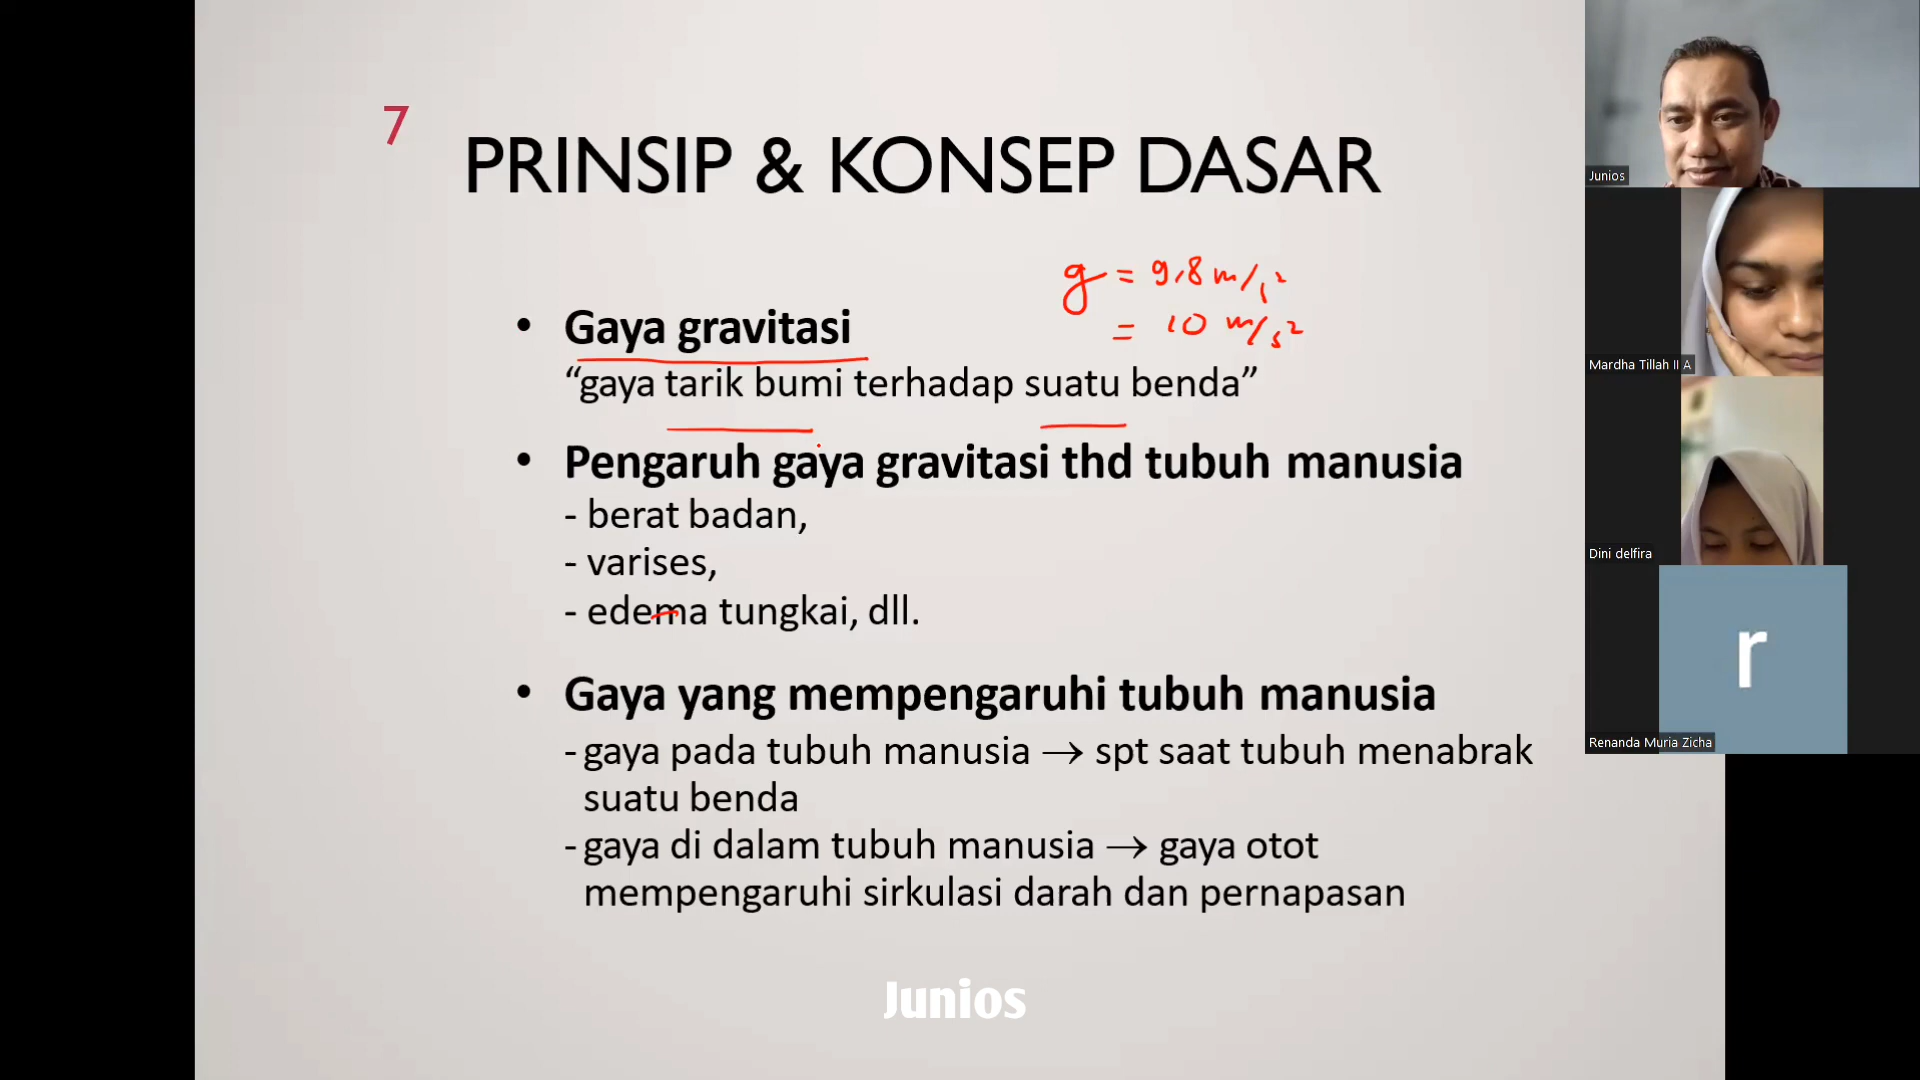 7
PRINSIP & KONSEP DASAR
g = 9,8 m/s²
= 10 m/s²
• Gaya gravitasi
“gaya tarik bumi terhadap suatu benda”
• Pengaruh gaya gravitasi thd tubuh manusia
- berat badan,
- varises,
- edema tungkai, dll.
• Gaya yang mempengaruhi tubuh manusia
- gaya pada tubuh manusia → spt saat tubuh menabrak
suatu benda
- gaya di dalam tubuh manusia → gaya otot
mempengaruhi sirkulasi darah dan pernapasan
Junios
Junios
Mardha Tillah II A
Dini delfira
r
Renanda Muria Zicha